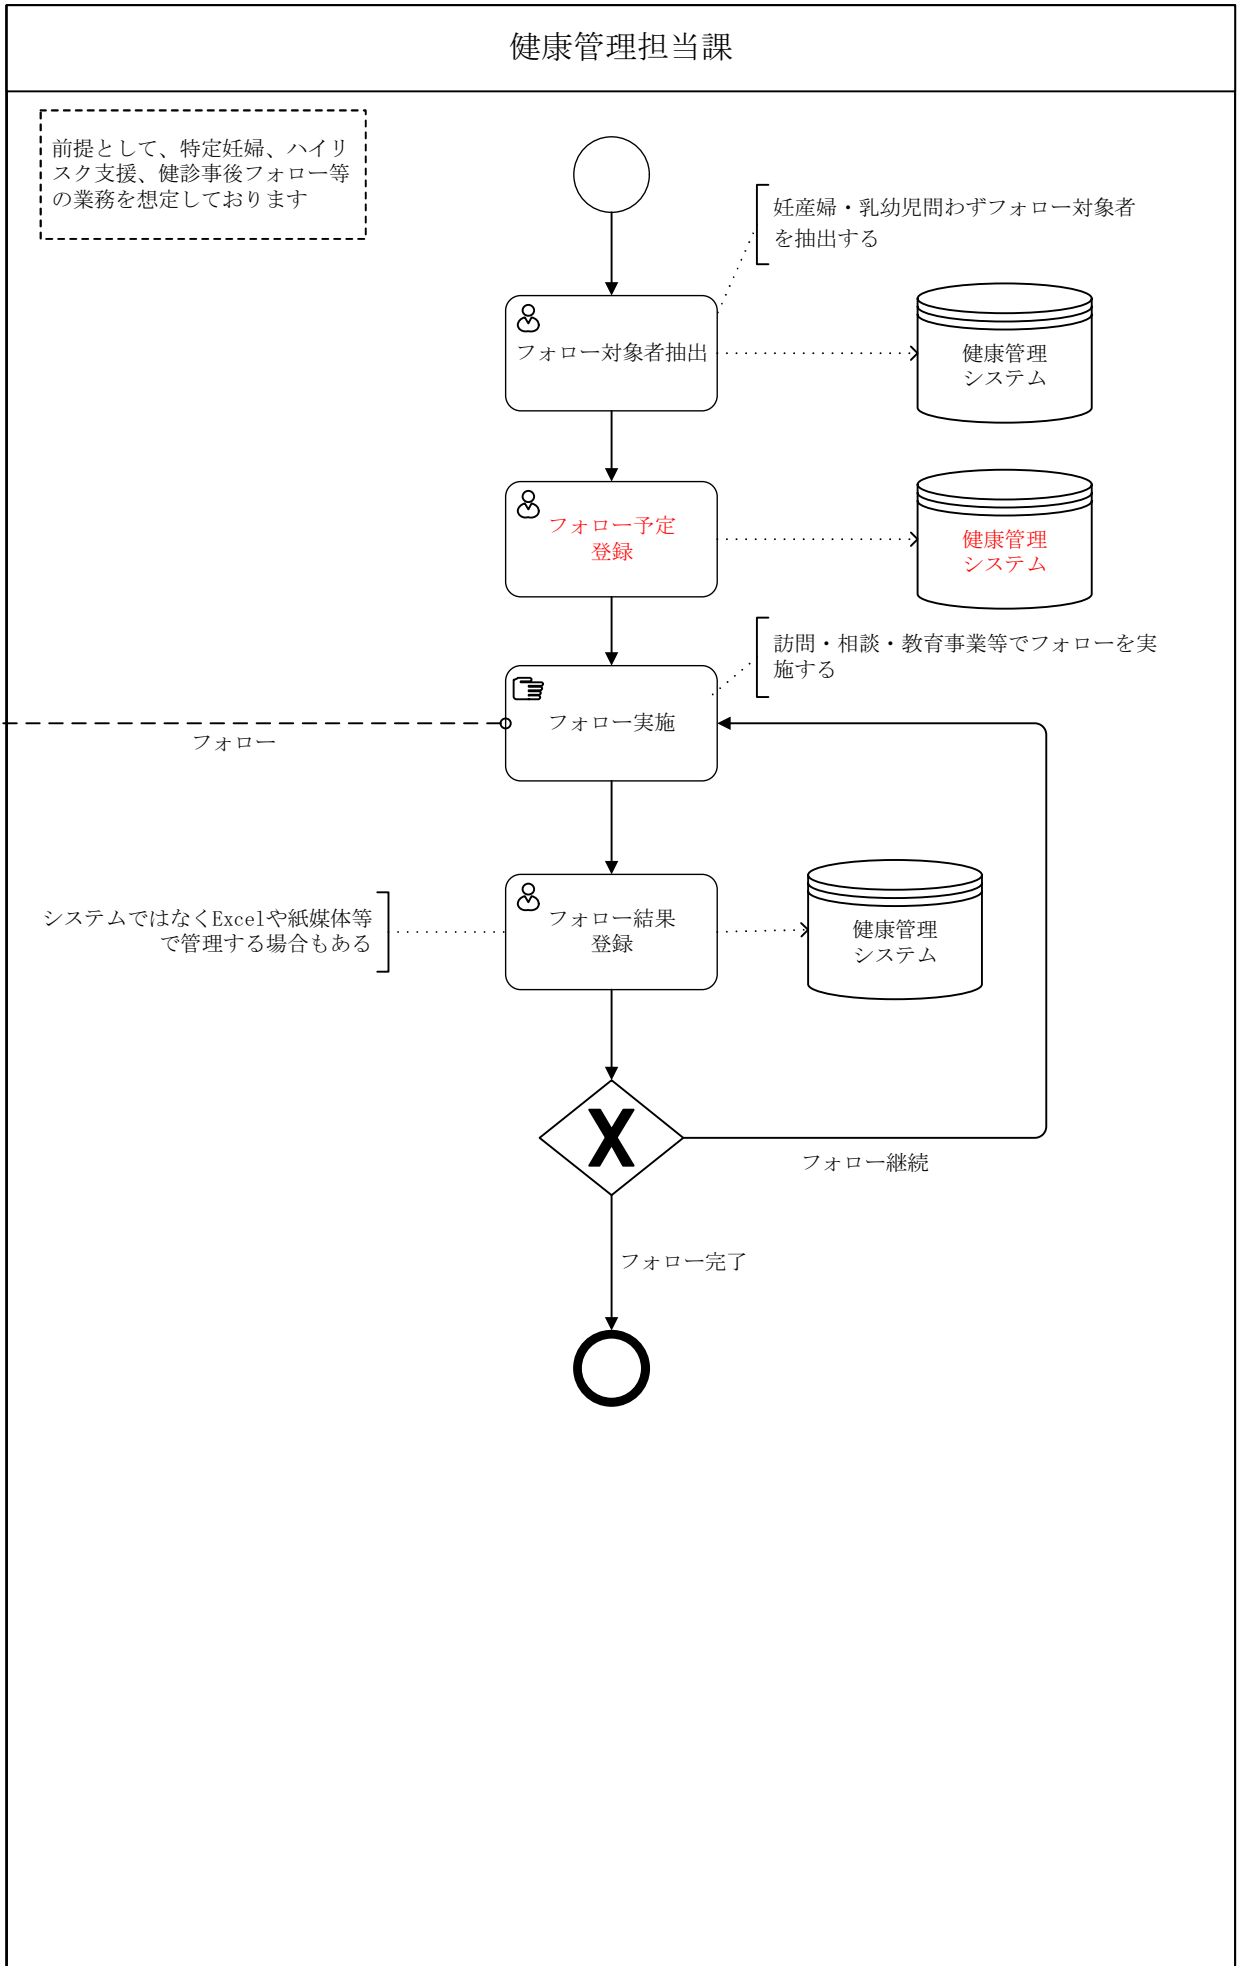 健康管理担当課
前提として、特定妊婦、ハイリ
スク支援、健診事後フォロー等
の業務を想定しております
妊産婦・乳幼児問わずフォロー対象者
を抽出する
フォロー対象者抽出
健康管理
システム
フォロー予定
登録
健康管理
システム
訪問・相談・教育事業等でフォローを実
施する
フォロー実施
フォロー
システムではなくExcelや紙媒体等
で管理する場合もある
フォロー結果
登録
健康管理
システム
フォロー継続
フォロー完了